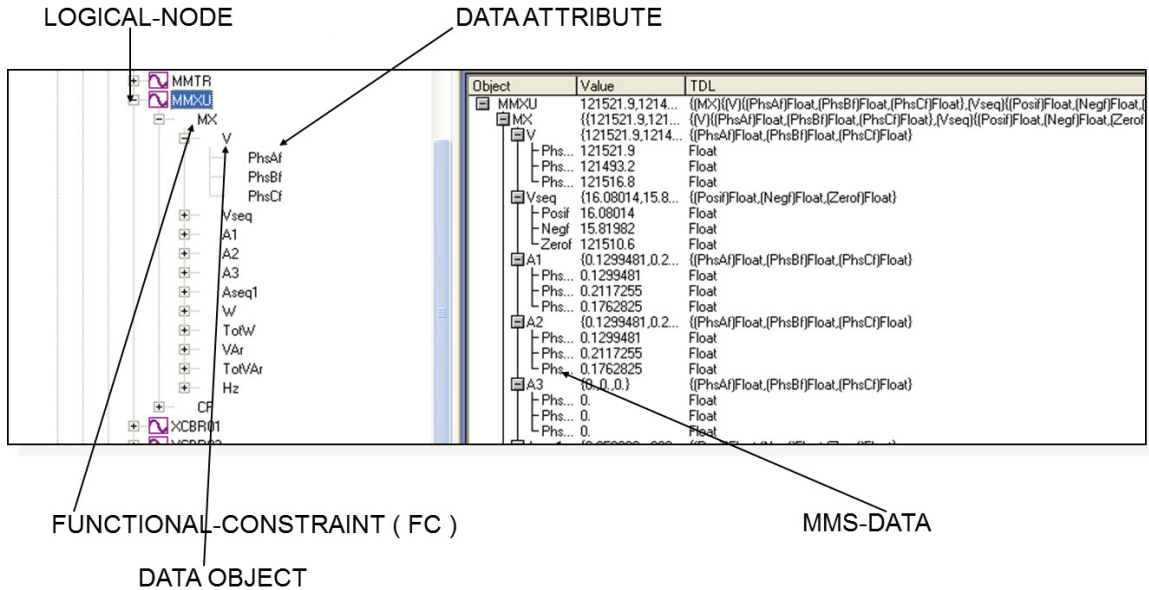 LOGICAL-NODE
DATA ATTRIBUTE
MMTR
MMXU
MX
V
PhsAf
PhsBf
PhsCf
Vseq
A1
A2
A3
Aseq1
W
TotW
VAr
TotVAr
Hz
CF
XCBR01
Object Value TDL
MMXU 121521.9,1214... {(MX){(V){(PhsAf)Float,(PhsBf)Float,(PhsCf)Float},(Vseq){(Posif)Float,(Negf)Float,(
MX {{121521.9,121... {(V){(PhsAf)Float,(PhsBf)Float,(PhsCf)Float},(Vseq){(Posif)Float,(Negf)Float,(Zerof
V {121521.9,1214... {(PhsAf)Float,(PhsBf)Float,(PhsCf)Float}
Phs... 121521.9 Float
Phs... 121493.2 Float
Phs... 121516.8 Float
Vseq {16.08014,15.8... {(Posif)Float,(Negf)Float,(Zerof)Float}
Posif 16.08014 Float
Negf 15.81982 Float
Zerof 121510.6 Float
A1 {0.1299481,0.2... {(PhsAf)Float,(PhsBf)Float,(PhsCf)Float}
Phs... 0.1299481 Float
Phs... 0.2117255 Float
Phs... 0.1762825 Float
A2 {0.1299481,0.2... {(PhsAf)Float,(PhsBf)Float,(PhsCf)Float}
Phs... 0.1299481 Float
Phs... 0.2117255 Float
Phs... 0.1762825 Float
A3 {0.,0.,0.} {(PhsAf)Float,(PhsBf)Float,(PhsCf)Float}
Phs... 0. Float
Phs... 0. Float
Phs... 0. Float
FUNCTIONAL-CONSTRAINT ( FC )
MMS-DATA
DATA OBJECT